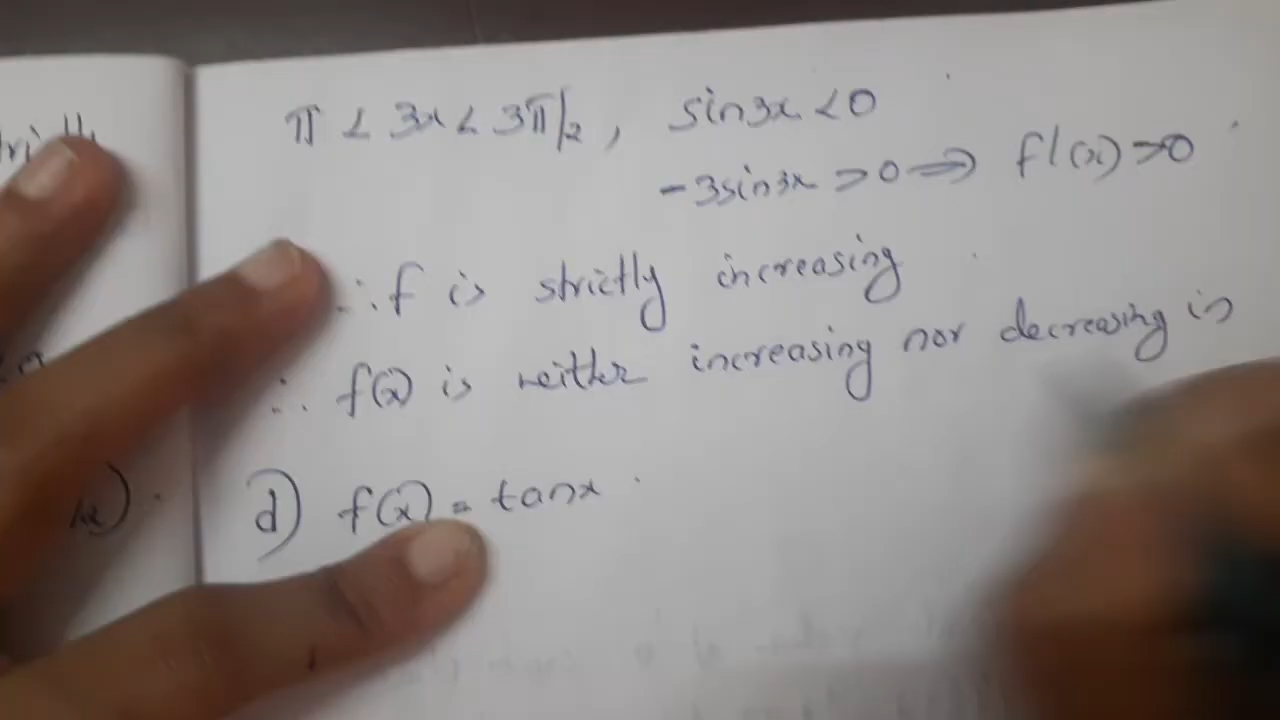 π < 3x < 3π/2, sin3x < 0
-3sin3x > 0 ⇒ f'(x) > 0
∴ f is strictly increasing
∴ f(x) is neither increasing nor decreasing in
d) f(x) = tanx